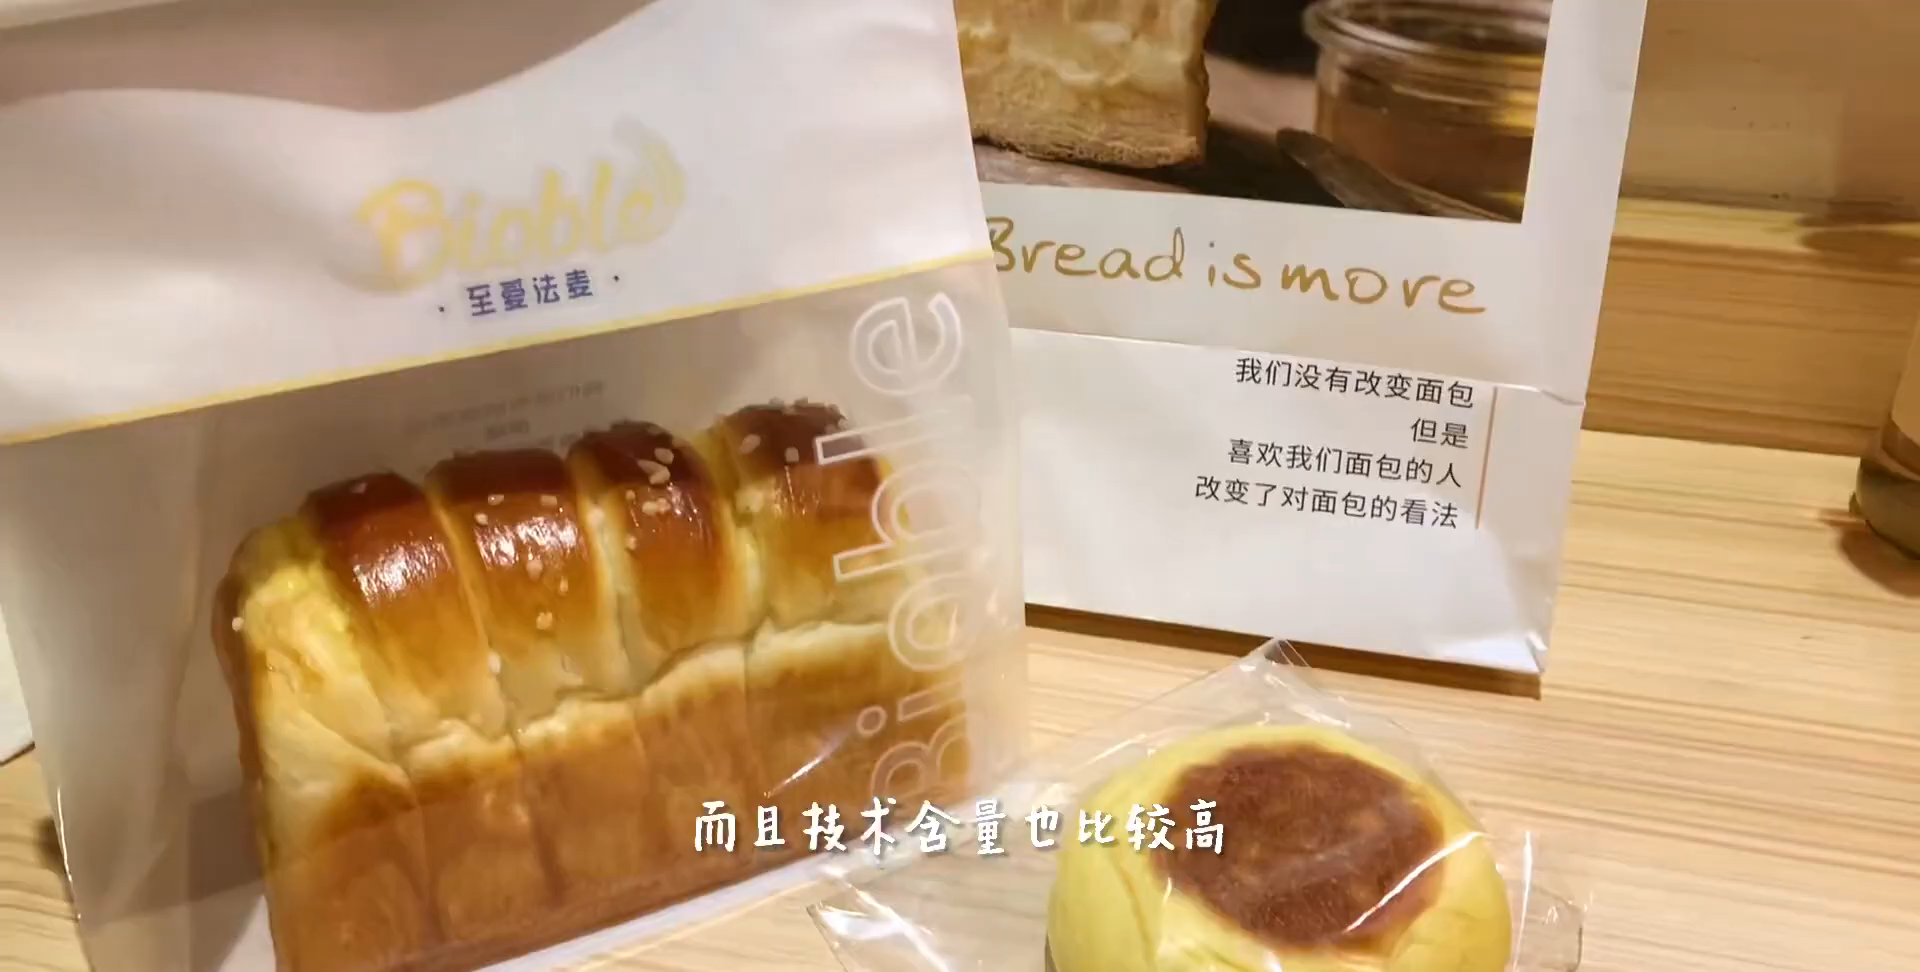 Bioble
· 至爱法麦 ·
Bioble
Bread is more
我们没有改变面包
但是
喜欢我们面包的人
改变了对面包的看法
而且技术含量也比较高